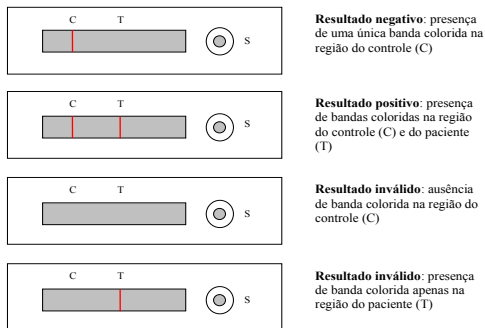 C T
S
Resultado negativo: presença
de uma única banda colorida na
região do controle (C)
C T
S
Resultado positivo: presença
de bandas coloridas na região
do controle (C) e do paciente
(T)
C T
S
Resultado inválido: ausência
de banda colorida na região do
controle (C)
C T
S
Resultado inválido: presença
de banda colorida apenas na
região do paciente (T)